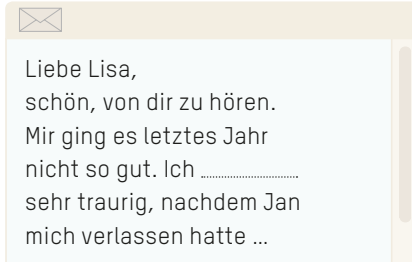 Liebe Lisa,
schön, von dir zu hören.
Mir ging es letztes Jahr
nicht so gut. Ich ........................
sehr traurig, nachdem Jan
mich verlassen hatte ...